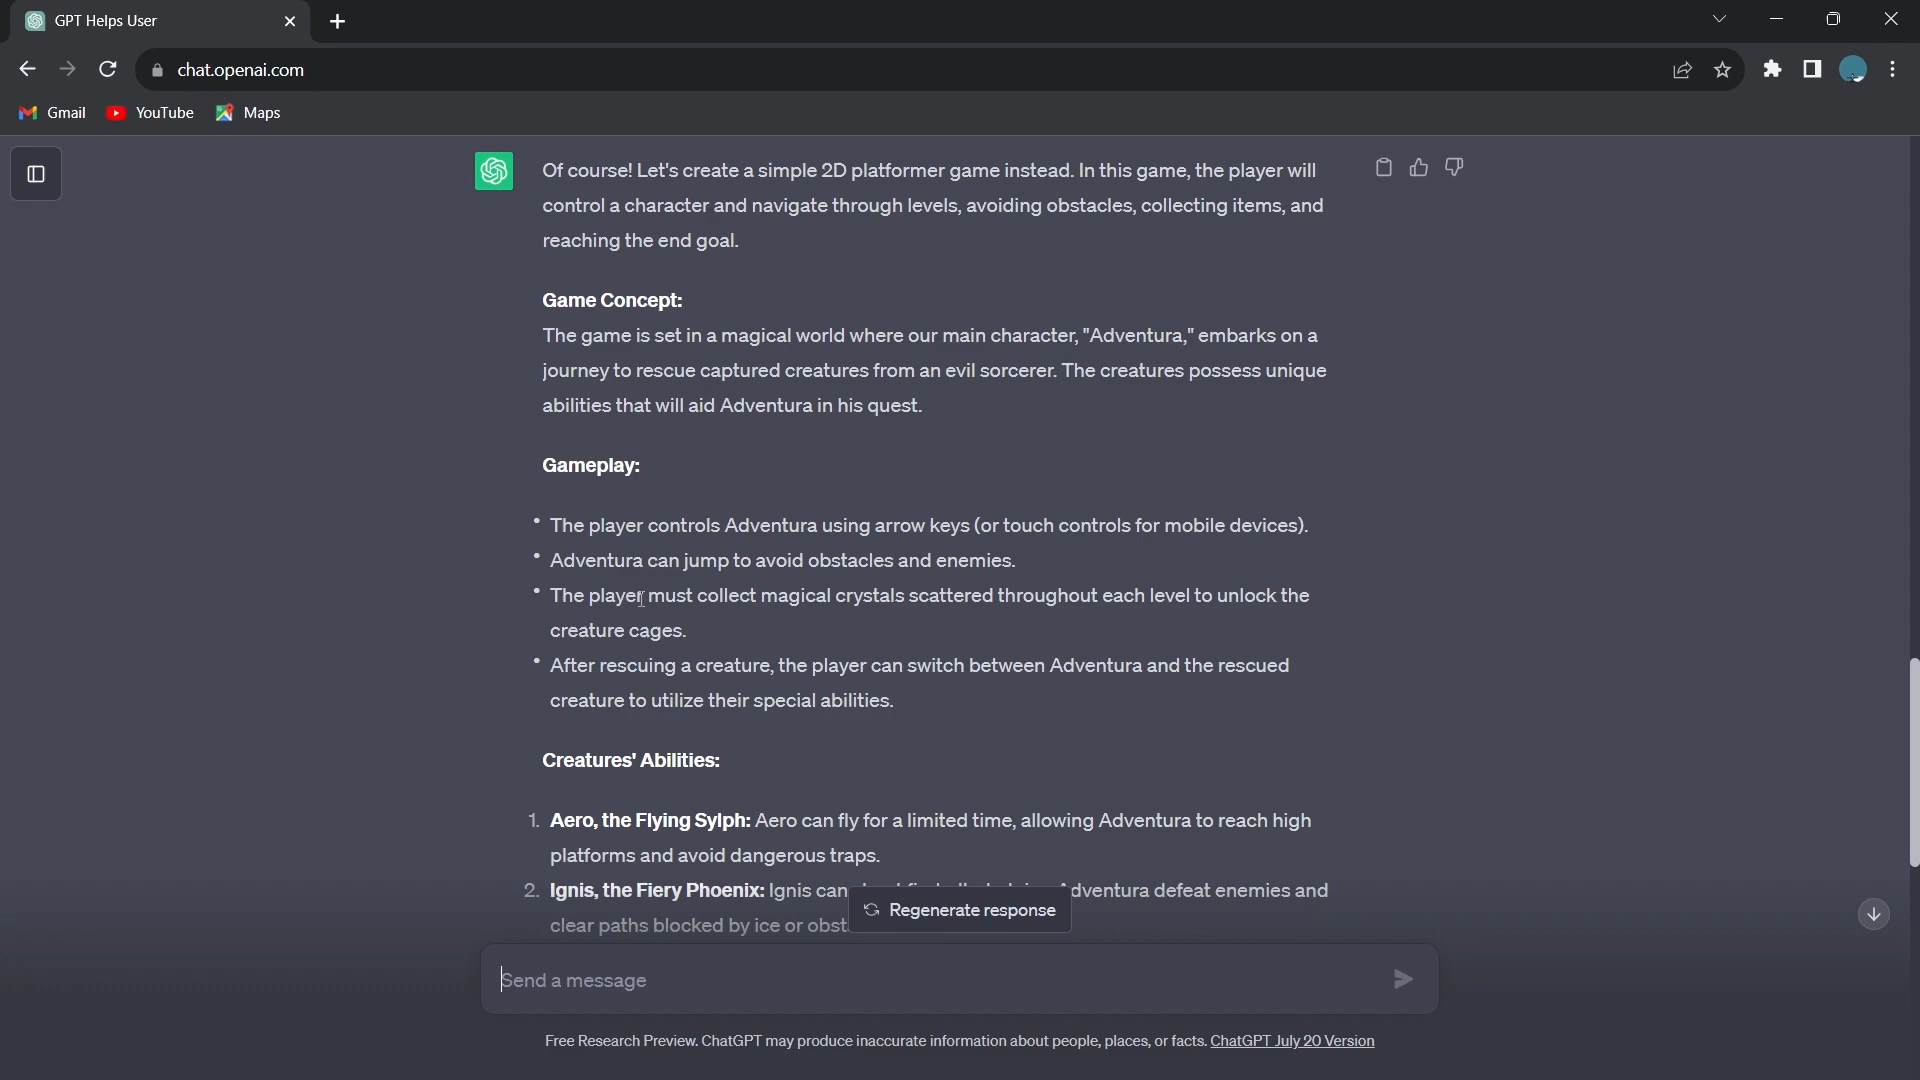 GPT Helps User
chat.openai.com
Gmail YouTube Maps
Of course! Let's create a simple 2D platformer game instead. In this game, the player will
control a character and navigate through levels, avoiding obstacles, collecting items, and
reaching the end goal.
Game Concept:
The game is set in a magical world where our main character, "Adventura," embarks on a
journey to rescue captured creatures from an evil sorcerer. The creatures possess unique
abilities that will aid Adventura in his quest.
Gameplay:
• The player controls Adventura using arrow keys (or touch controls for mobile devices).
• Adventura can jump to avoid obstacles and enemies.
• The player must collect magical crystals scattered throughout each level to unlock the
creature cages.
• After rescuing a creature, the player can switch between Adventura and the rescued
creature to utilize their special abilities.
Creatures' Abilities:
1. Aero, the Flying Sylph: Aero can fly for a limited time, allowing Adventura to reach high
platforms and avoid dangerous traps.
2. Ignis, the Fiery Phoenix: Ignis can Adventura defeat enemies and
clear paths blocked by ice or
Regenerate response
Send a message
Free Research Preview. ChatGPT may produce inaccurate information about people, places, or facts. ChatGPT July 20 Version